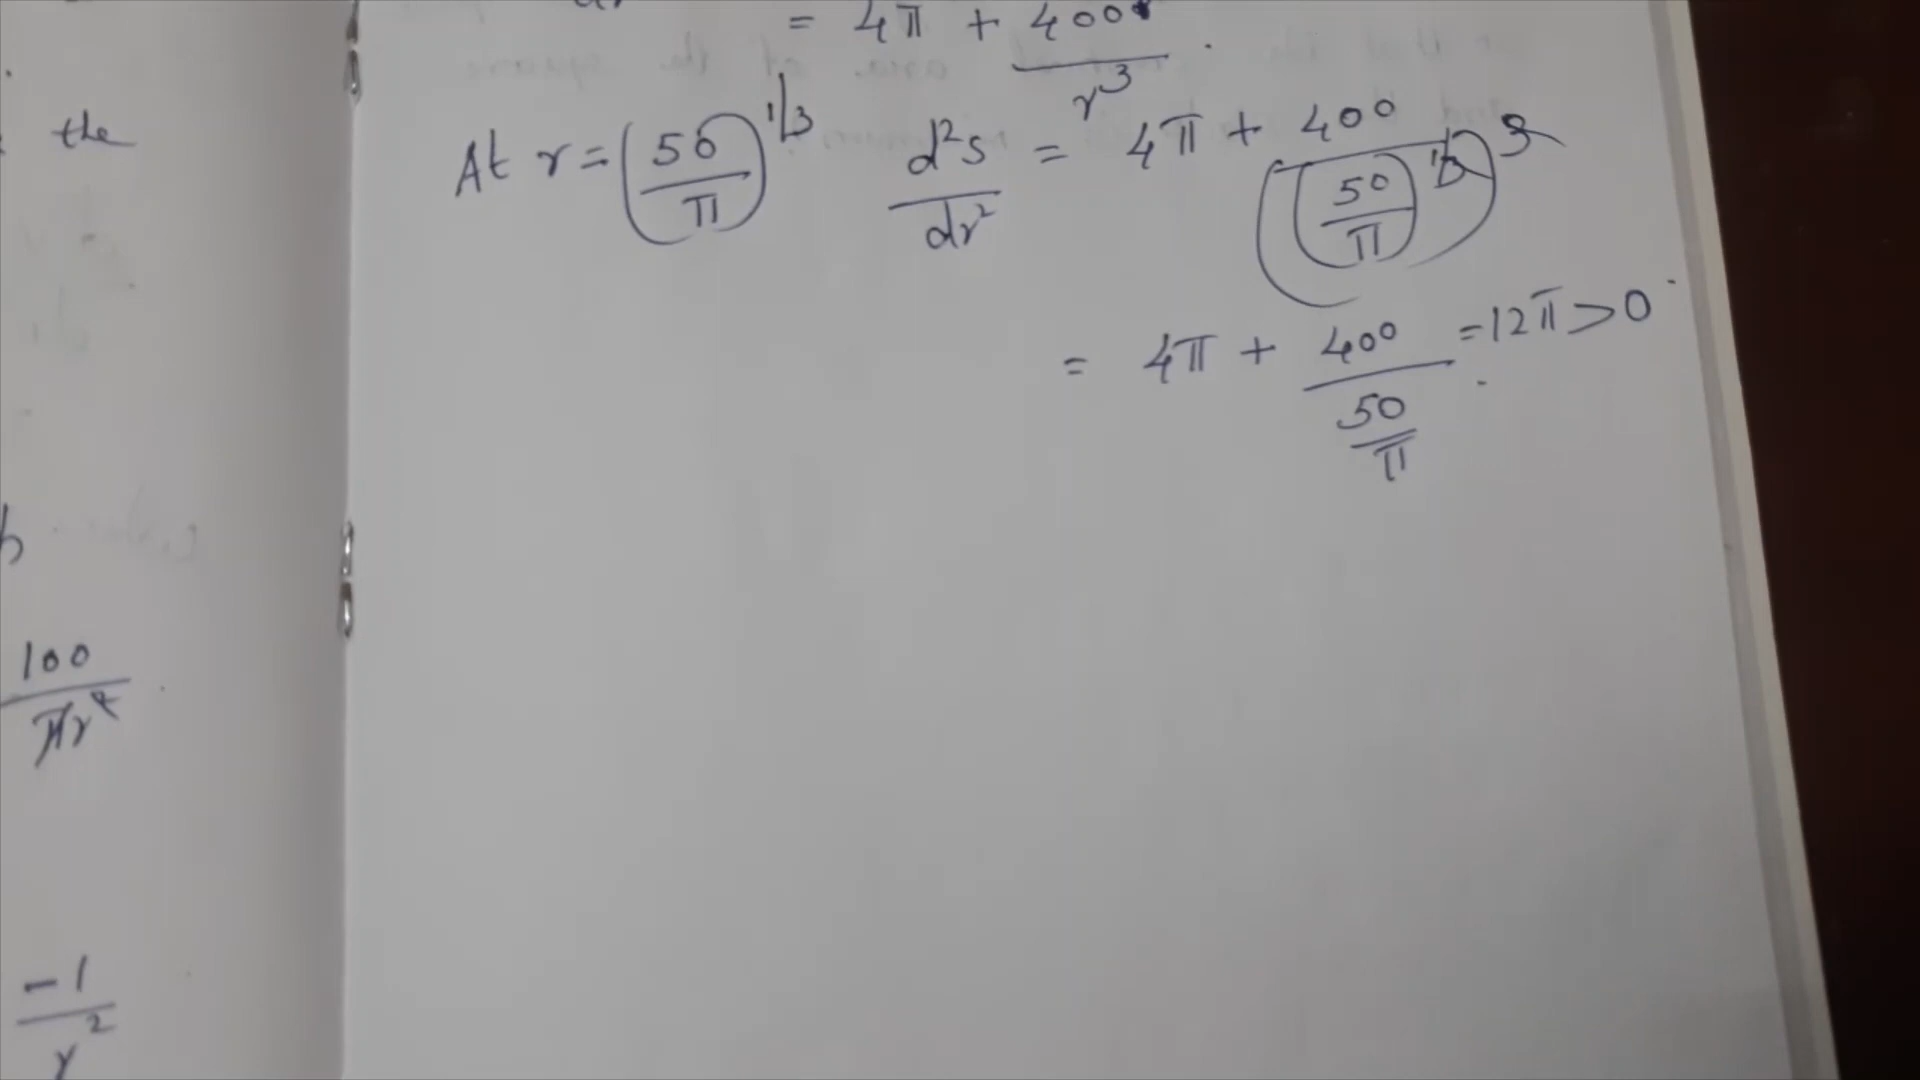 the
h
100/πr²
-1/r²
= 4π + 400/r³.
At r = (50/π)^1/3 d²s/dr² = 4π + 400/((50/π)^1/3)^3
= 4π + 400/(50/π) = 12π > 0.